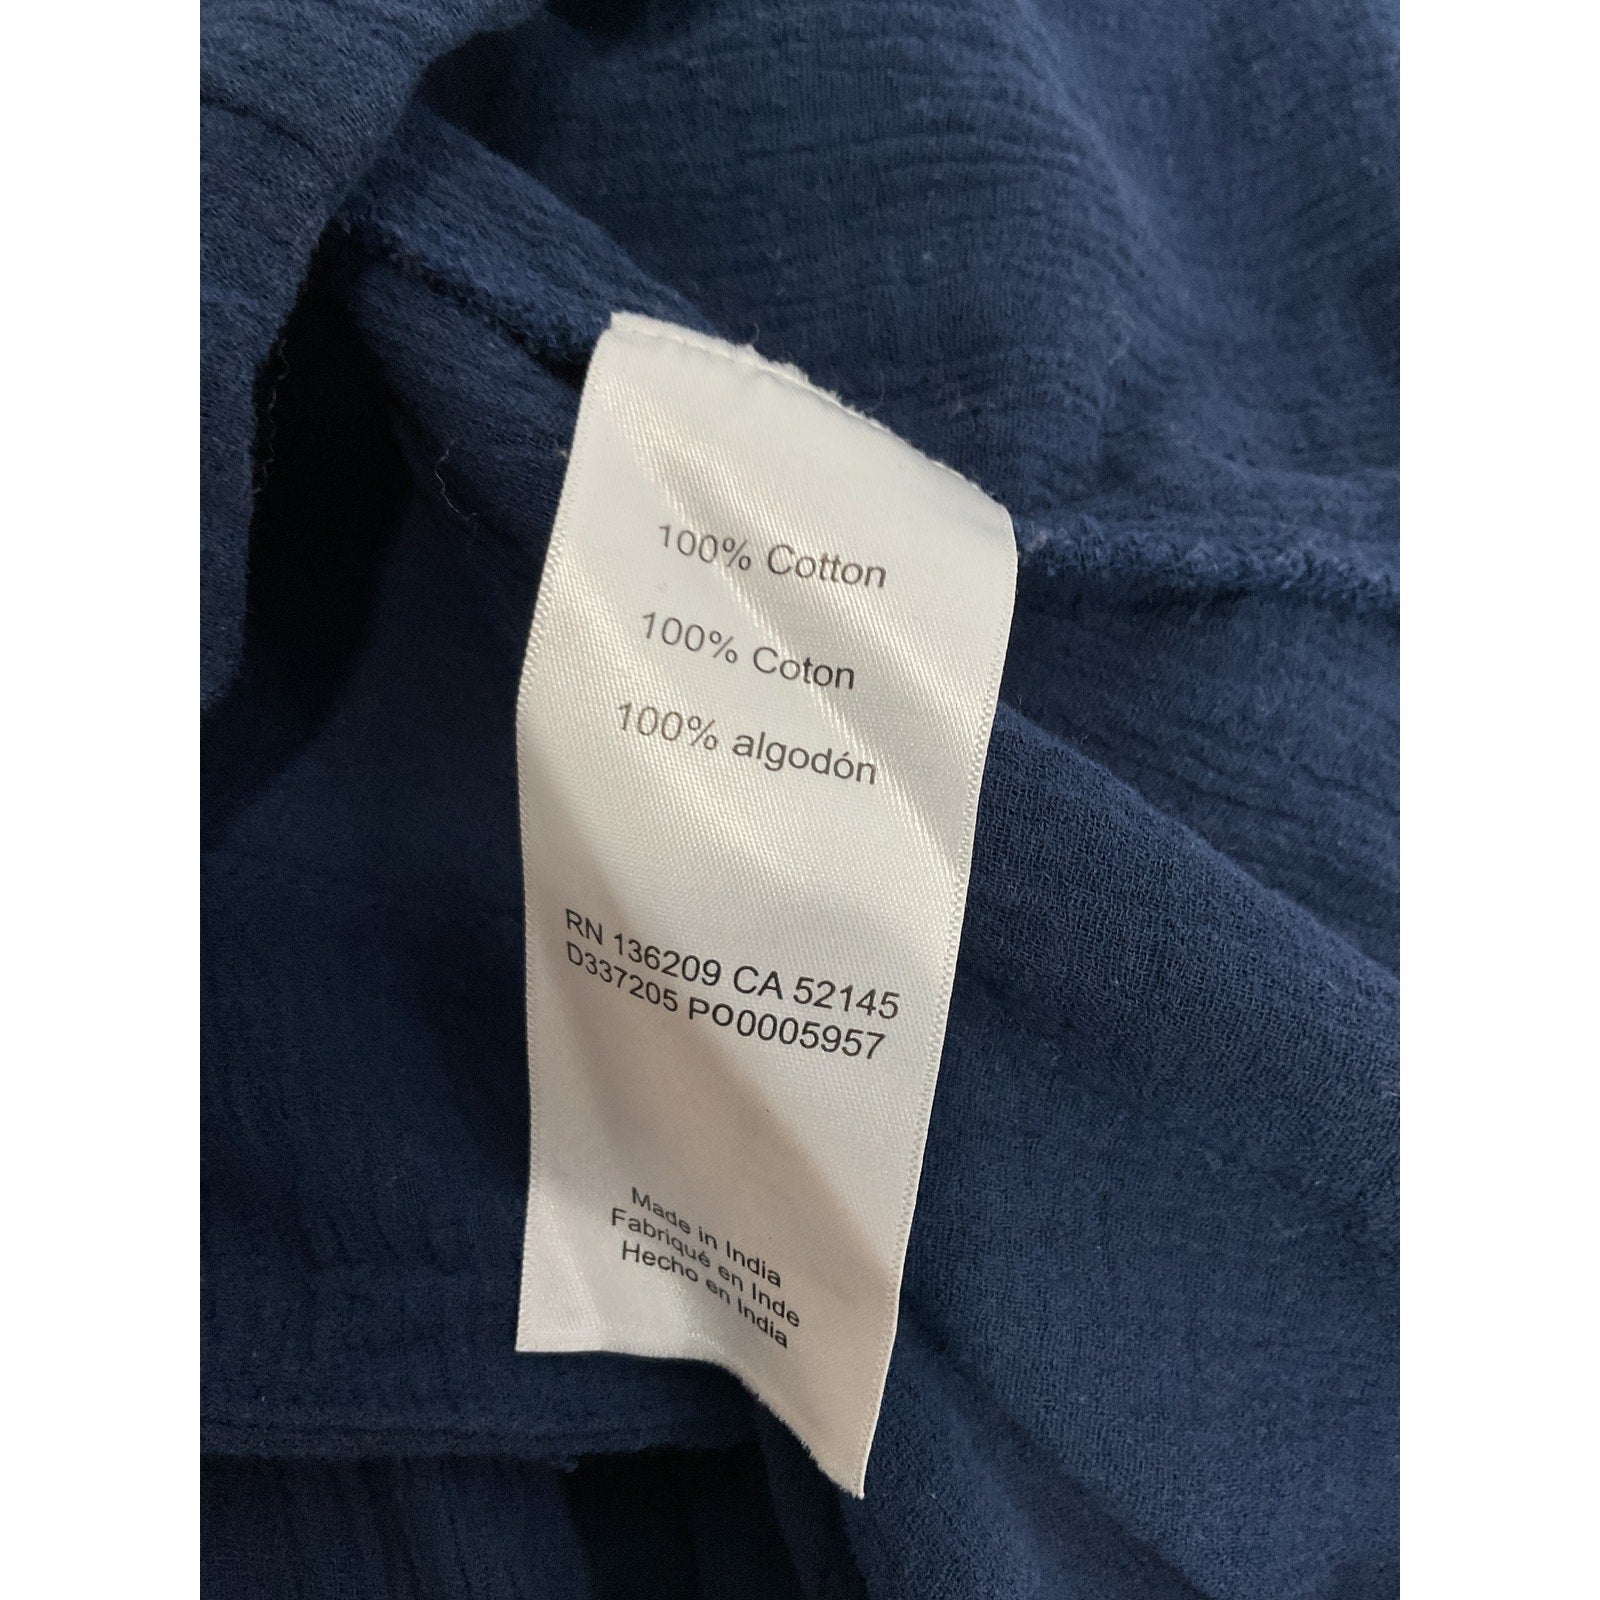 100% Cotton
100% Coton
100% algodón
RN 136209 CA 52145
D337205 PO0005957
Made in India
Fabriqué en Inde
Hecho en India